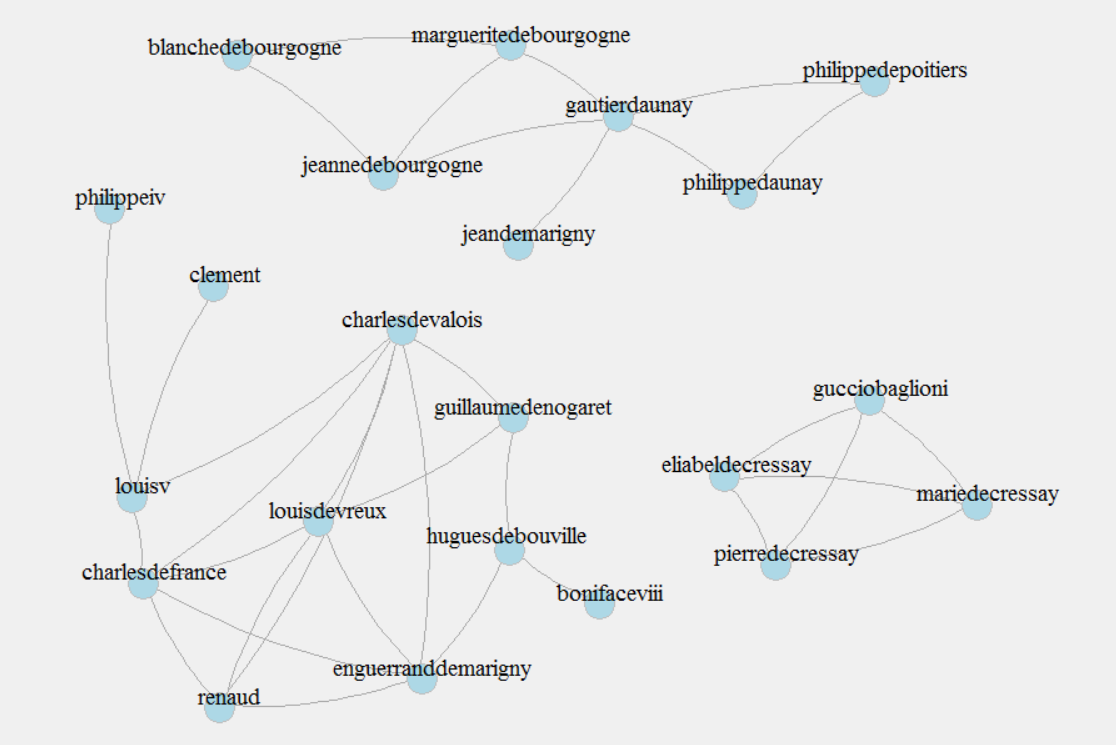 margueritedebourgogne
blanchedebourgogne
philippedepoitiers
gautierdaunay
jeannedebourgogne
philippedaunay
philippeiv
jeandemarigny
clement
charlesdevalois
gucciobaglioni
guillaumedenogaret
eliabeldecressay
louisv
mariedecressay
louisdevreux
huguesdebouville
pierredecressay
charlesdefrance
bonifaceviii
enguerranddemarigny
renaud